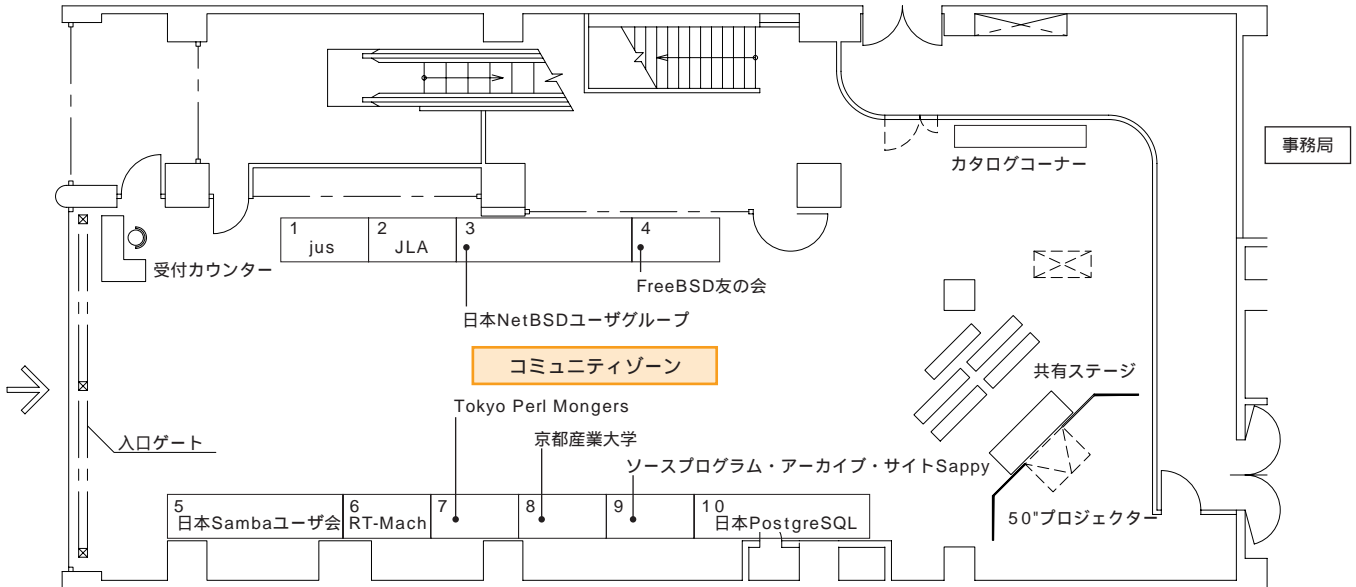 事務局
カタログコーナー
1
jus
2
JLA
3
4
受付カウンター
FreeBSD友の会
日本NetBSDユーザグループ
コミュニティゾーン
共有ステージ
Tokyo Perl Mongers
京都産業大学
入口ゲート
ソースプログラム・アーカイブ・サイトSappy
5
日本Sambaユーザ会
6
RT-Mach
7
8
9
10
日本PostgreSQL
50"プロジェクター